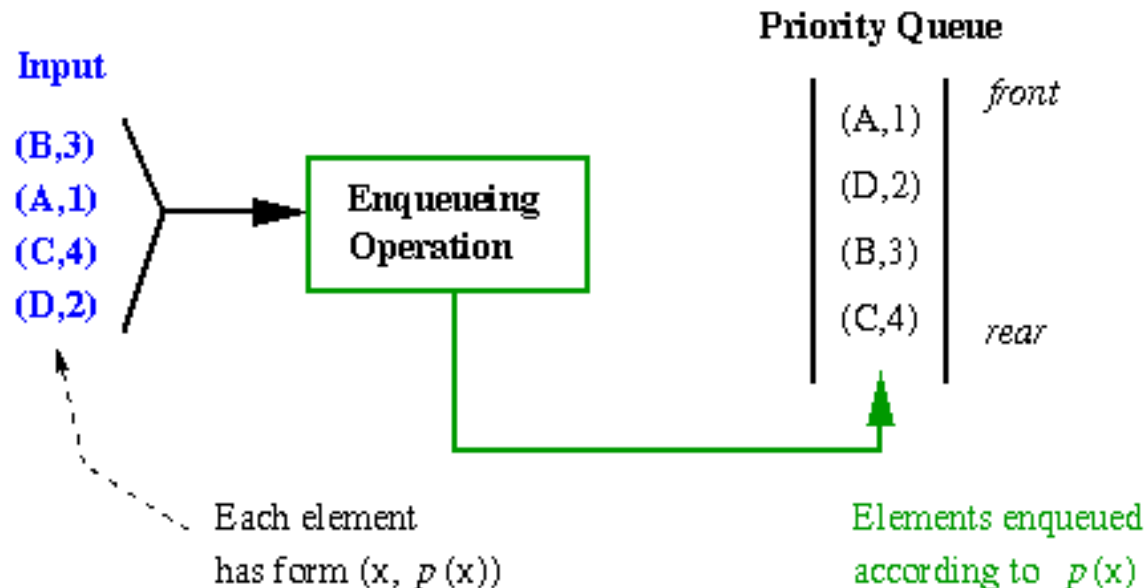 Priority Queue
Input
(B,3)
(A,1)
(C,4)
(D,2)
Enqueueing
Operation
(A,1)
(D,2)
(B,3)
(C,4)
front
rear
Each element
has form (x, p (x))
Elements enqueued
according to p (x)